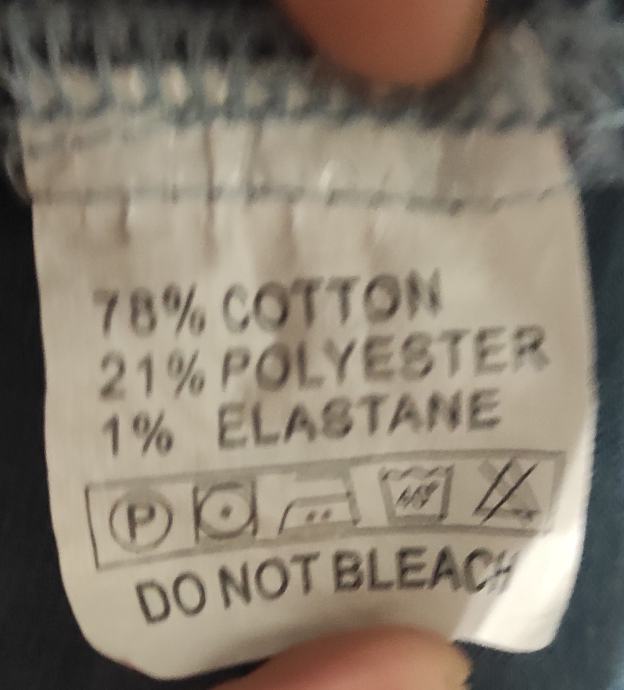 78% COTTON
21% POLYESTER
1% ELASTANE
P
DO NOT BLEACH